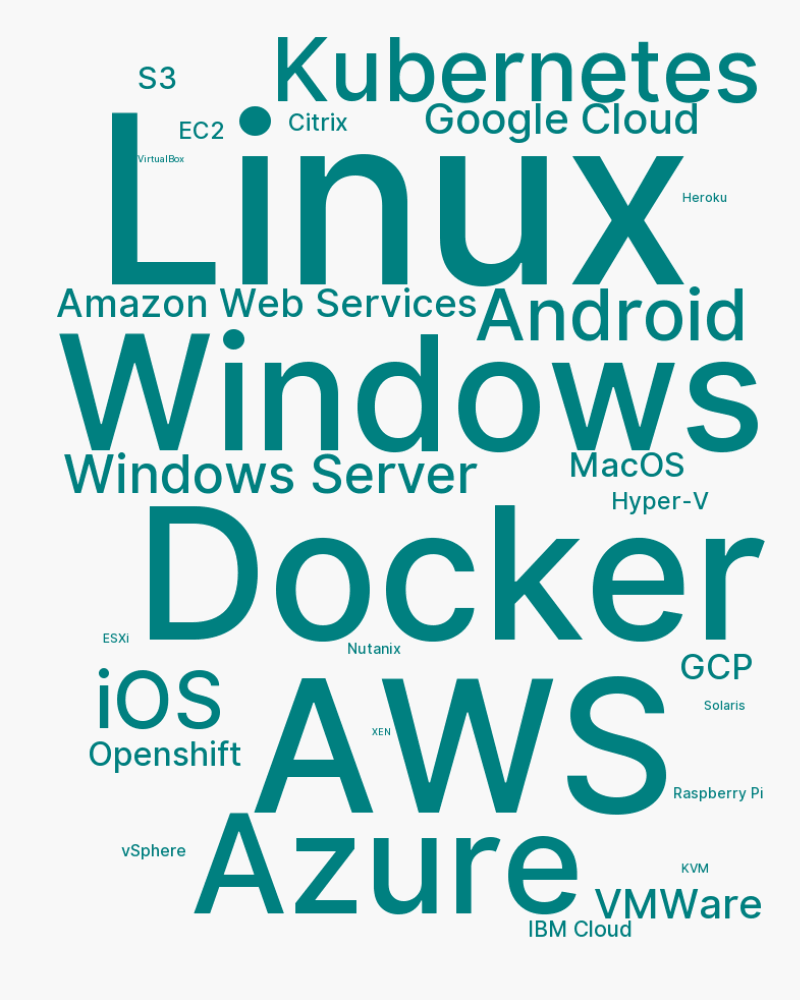 Kubernetes
S3
Google Cloud
EC2
Citrix
Linux
VirtualBox
Heroku
Amazon Web Services
Android
Windows
Windows Server
MacOS
Hyper-V
Docker
ESXi
Nutanix
GCP
iOS
AWS
Solaris
XEN
Openshift
Raspberry Pi
Azure
vSphere
KVM
VMWare
IBM Cloud